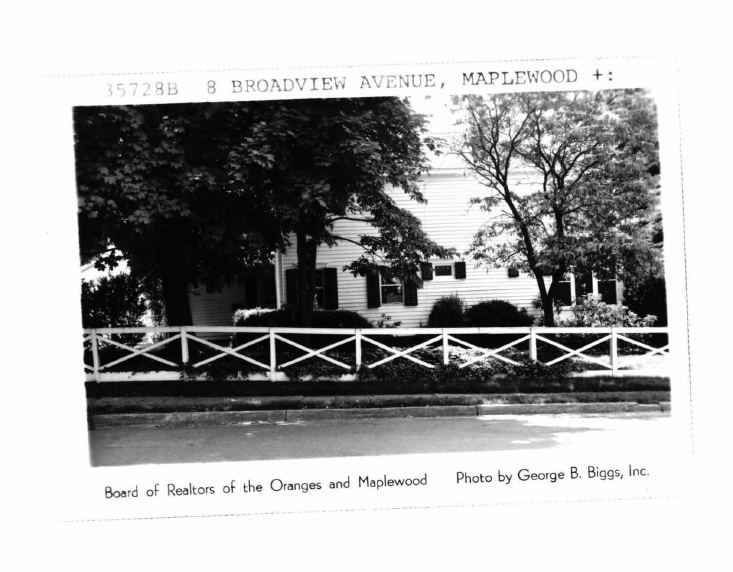 35728B 8 BROADVIEW AVENUE, MAPLEWOOD +:
Board of Realtors of the Oranges and Maplewood Photo by George B. Biggs, Inc.